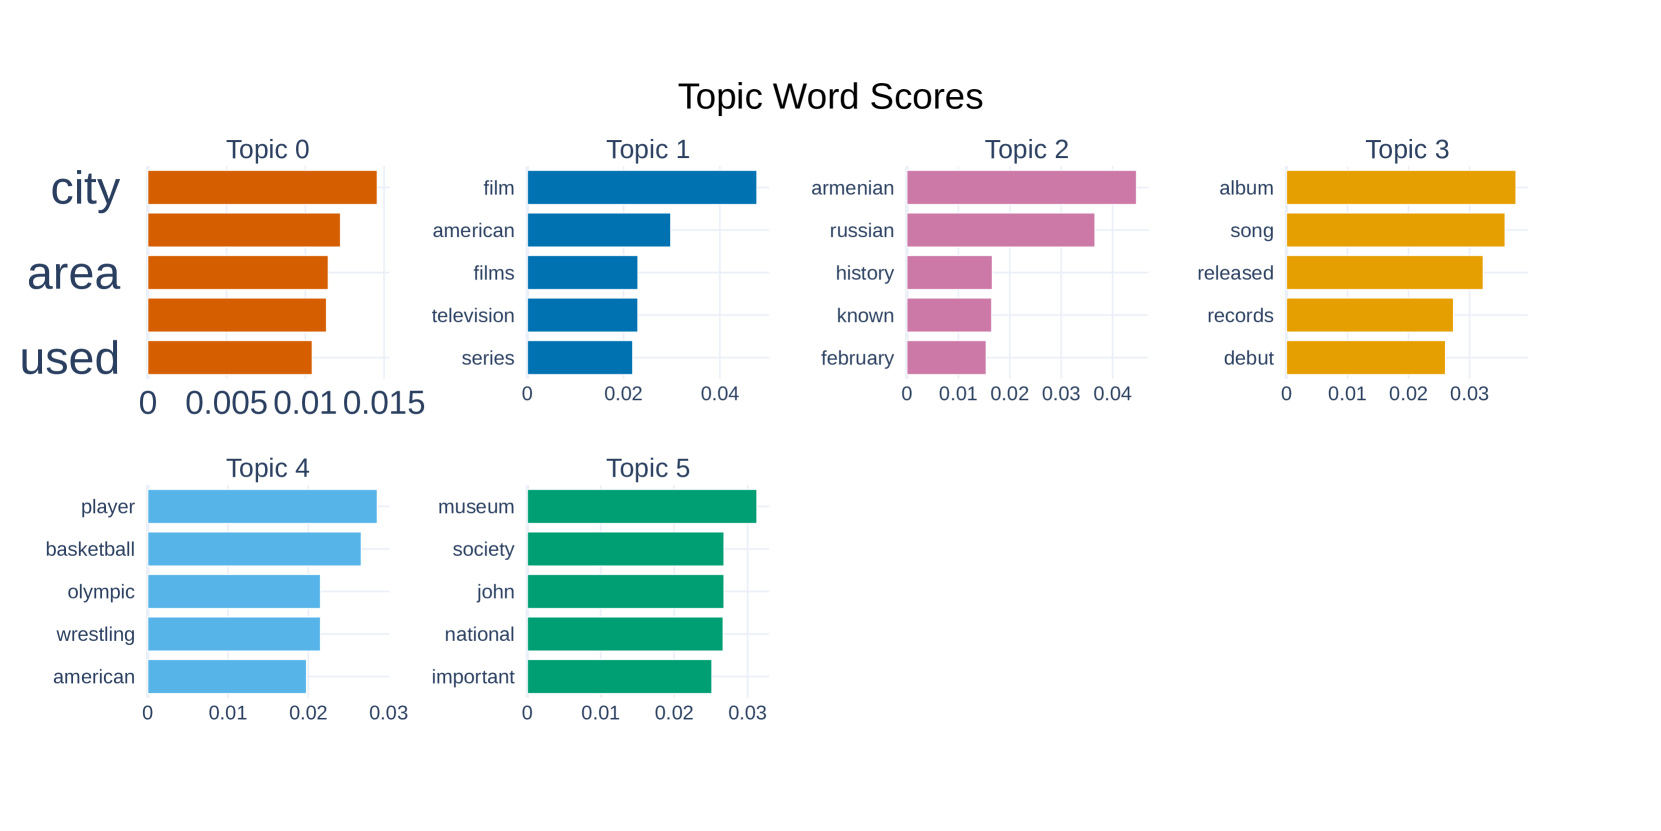 Topic Word Scores
Topic 0
city
area
used
0 0.005 0.01 0.015
Topic 1
film
american
films
television
series
0 0.02 0.04
Topic 2
armenian
russian
history
known
february
0 0.01 0.02 0.03 0.04
Topic 3
album
song
released
records
debut
0 0.01 0.02 0.03
Topic 4
player
basketball
olympic
wrestling
american
0 0.01 0.02 0.03
Topic 5
museum
society
john
national
important
0 0.01 0.02 0.03